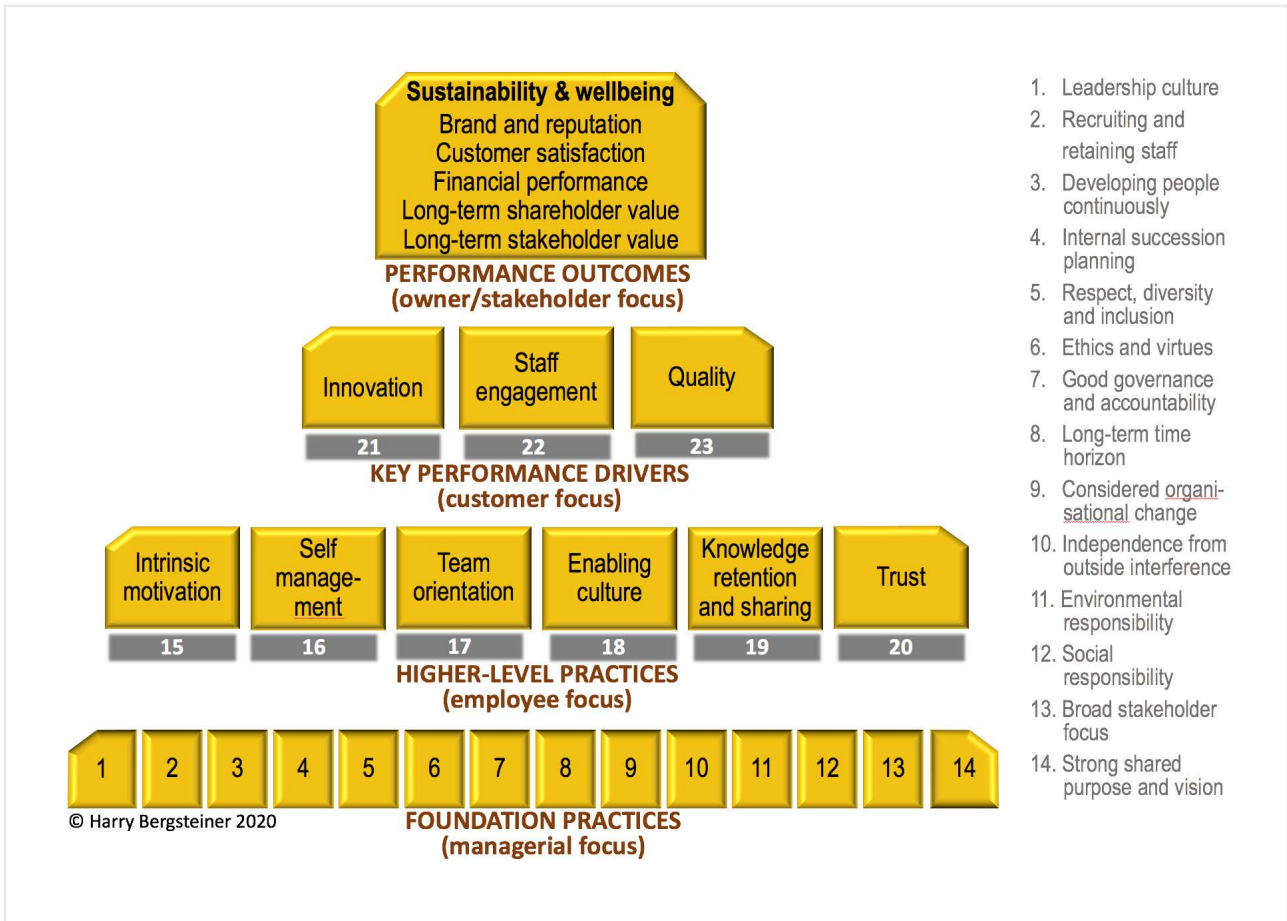 Sustainability & wellbeing
Brand and reputation
Customer satisfaction
Financial performance
Long-term shareholder value
Long-term stakeholder value
PERFORMANCE OUTCOMES
(owner/stakeholder focus)
Innovation
Staff
engagement
Quality
21
22
23
KEY PERFORMANCE DRIVERS
(customer focus)
Intrinsic
motivation
Self
manage-
ment
Team
orientation
Enabling
culture
Knowledge
retention
and sharing
Trust
15
16
17
18
19
20
HIGHER-LEVEL PRACTICES
(employee focus)
1
2
3
4
5
6
7
8
9
10
11
12
13
14
© Harry Bergsteiner 2020
FOUNDATION PRACTICES
(managerial focus)
1. Leadership culture
2. Recruiting and
retaining staff
3. Developing people
continuously
4. Internal succession
planning
5. Respect, diversity
and inclusion
6. Ethics and virtues
7. Good governance
and accountability
8. Long-term time
horizon
9. Considered organi-
sational change
10. Independence from
outside interference
11. Environmental
responsibility
12. Social
responsibility
13. Broad stakeholder
focus
14. Strong shared
purpose and vision